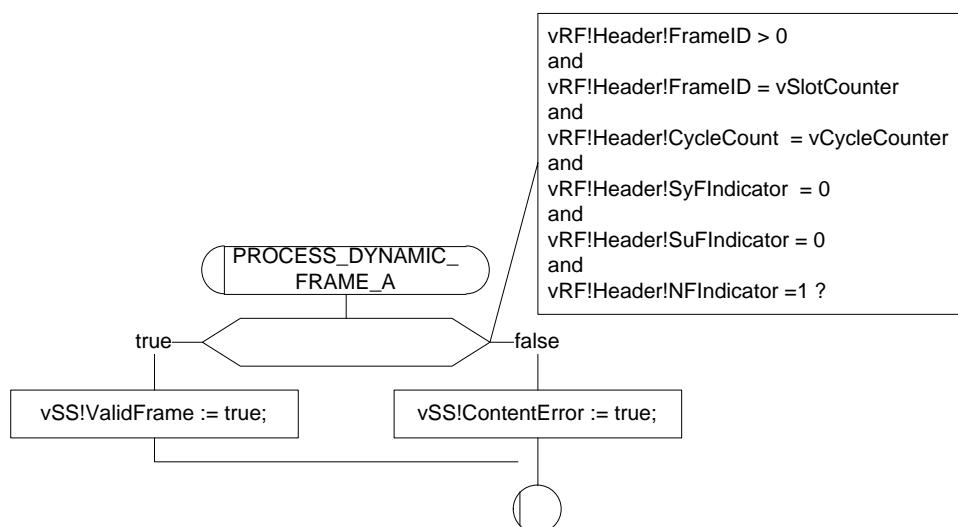 vRF!Header!FrameID > 0
and
vRF!Header!FrameID = vSlotCounter
and
vRF!Header!CycleCount  = vCycleCounter
and
vRF!Header!SyFIndicator  = 0
and
vRF!Header!SuFIndicator = 0
and
vRF!Header!NFIndicator =1 ?
PROCESS_DYNAMIC_
FRAME_A
true
false
vSS!ValidFrame := true;
vSS!ContentError := true;